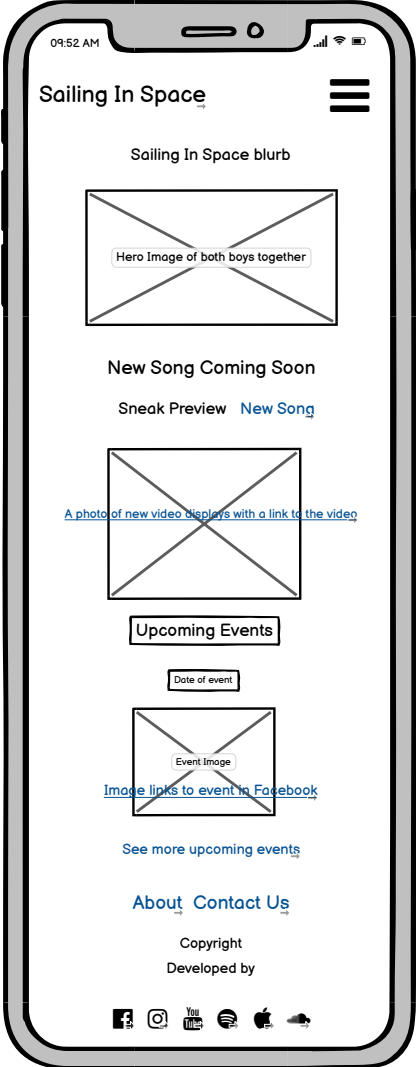 09:52 AM
Sailing In Space
Sailing In Space blurb
Hero Image of both boys together
New Song Coming Soon
Sneak Preview New Song
A photo of new video displays with a link to the video
Upcoming Events
Date of event
Event Image
Image links to event in Facebook
See more upcoming events
About Contact Us
Copyright
Developed by
You
Tube